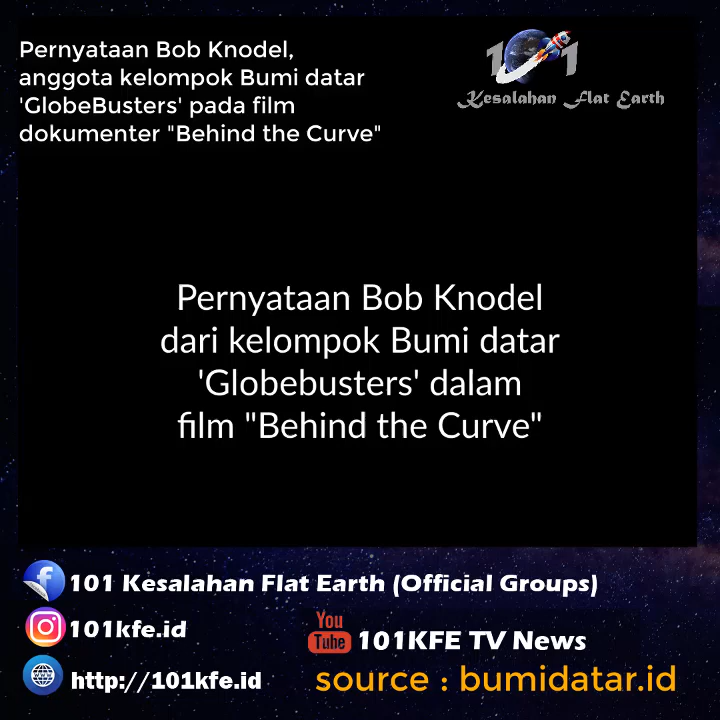 Pernyataan Bob Knodel,
anggota kelompok Bumi datar
'GlobeBusters' pada film
dokumenter "Behind the Curve"
101
Kesalahan Flat Earth
Pernyataan Bob Knodel
dari kelompok Bumi datar
'Globebusters' dalam
film "Behind the Curve"
101 Kesalahan Flat Earth (Official Groups)
101kfe.id
You
Tube 101KFE TV News
http://101kfe.id
source : bumidatar.id